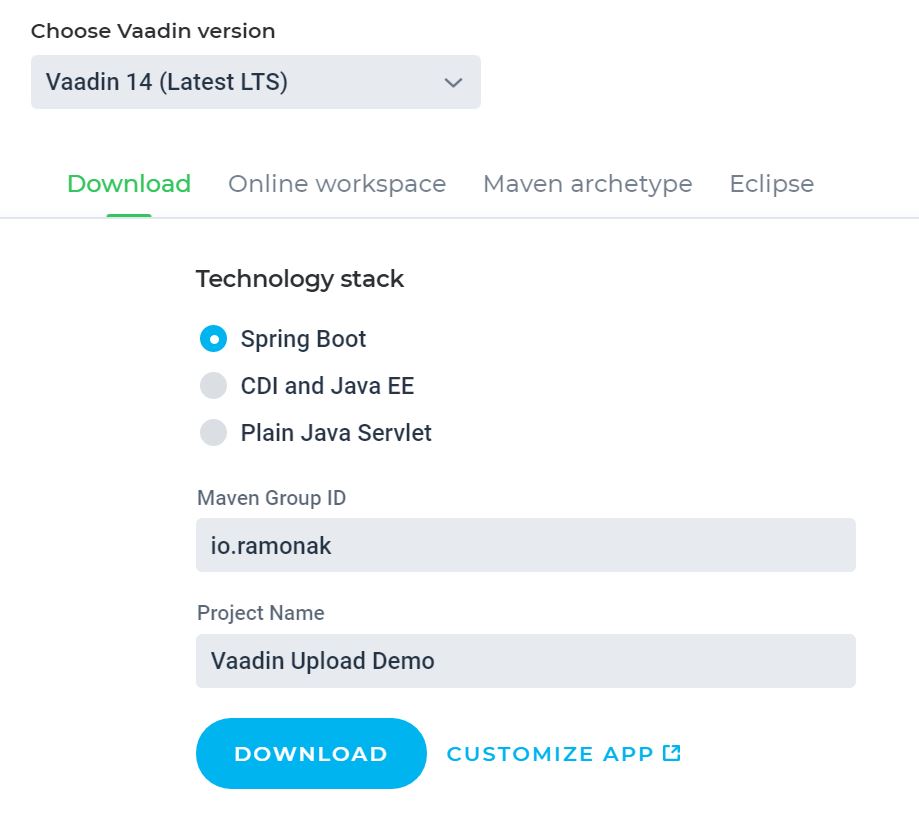 Choose Vaadin version
Vaadin 14 (Latest LTS)
Download Online workspace Maven archetype Eclipse
Technology stack
Spring Boot
CDI and Java EE
Plain Java Servlet
Maven Group ID
io.ramonak
Project Name
Vaadin Upload Demo
DOWNLOAD CUSTOMIZE APP